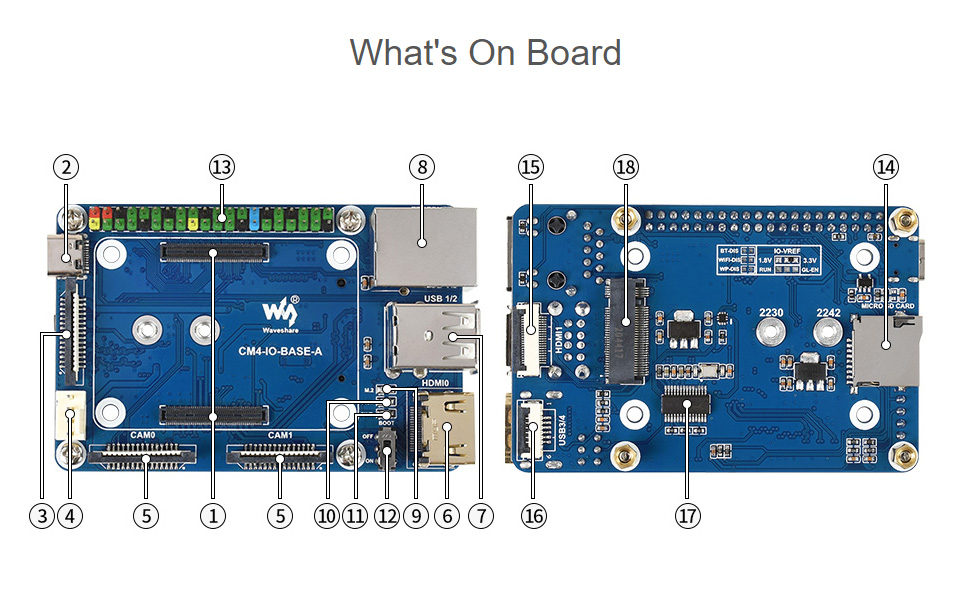 What's On Board
② ⑬ ⑧ ⑮ ⑱ ⑭
USB 1/2
®
Waveshare
CM4-IO-BASE-A
HDMI0
M.2
BOOT
OFF
ON
CAM0 CAM1
③ ④ ⑤ ① ⑤ ⑩ ⑪ ⑫ ⑨ ⑥ ⑦
BT-DIS IO-VREF
WIFI-DIS 1.8V 3.3V
WP-DIS RUN GL-EN
MICRO SD CARD
2230 2242
HDMI1
USB3/4
1
6
⑯ ⑰